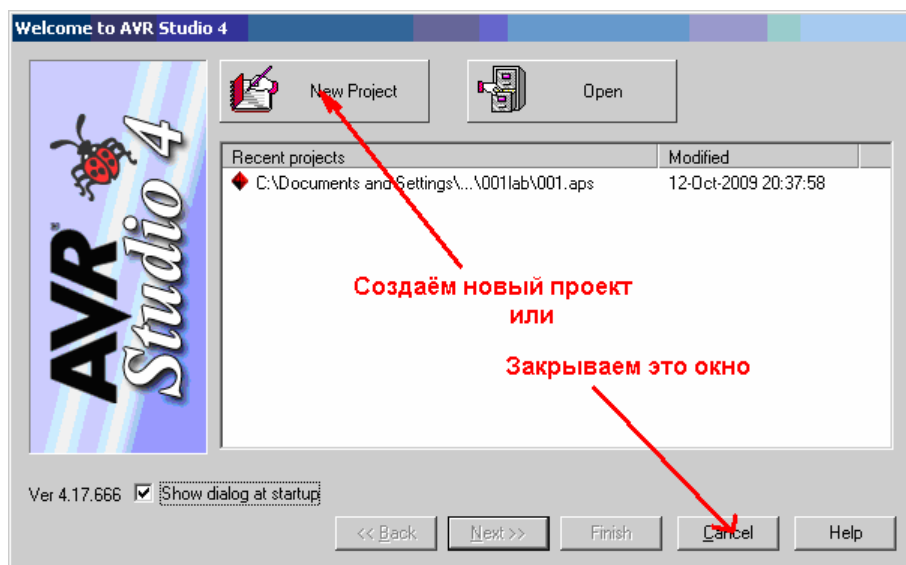 Welcome to AVR Studio 4
New Project
Open
AVR® Studio 4
Recent projects Modified
C:\Documents and Settings\...\001lab\001.aps 12-Oct-2009 20:37:58
Создаём новый проект
или
Закрываем это окно
Ver 4.17.666 Show dialog at startup
<< Back Next >> Finish Cancel Help